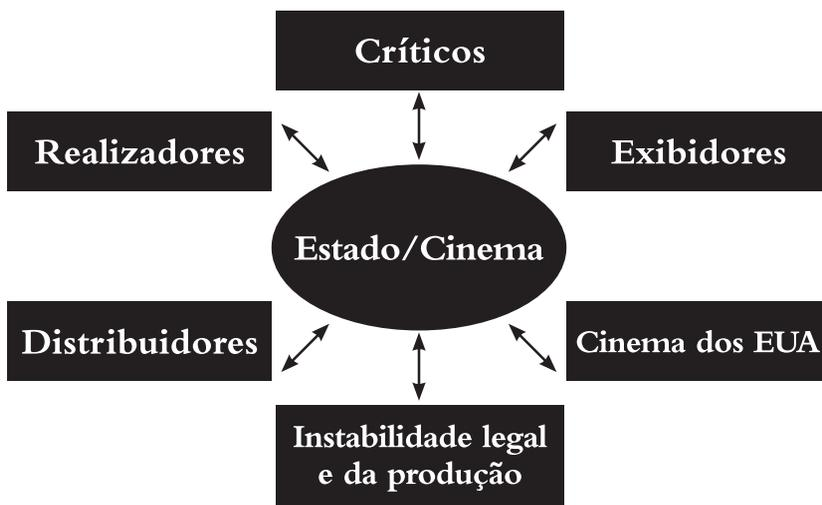 Críticos
Realizadores
Exibidores
Estado/Cinema
Distribuidores
Cinema dos EUA
Instabilidade legal
e da produção